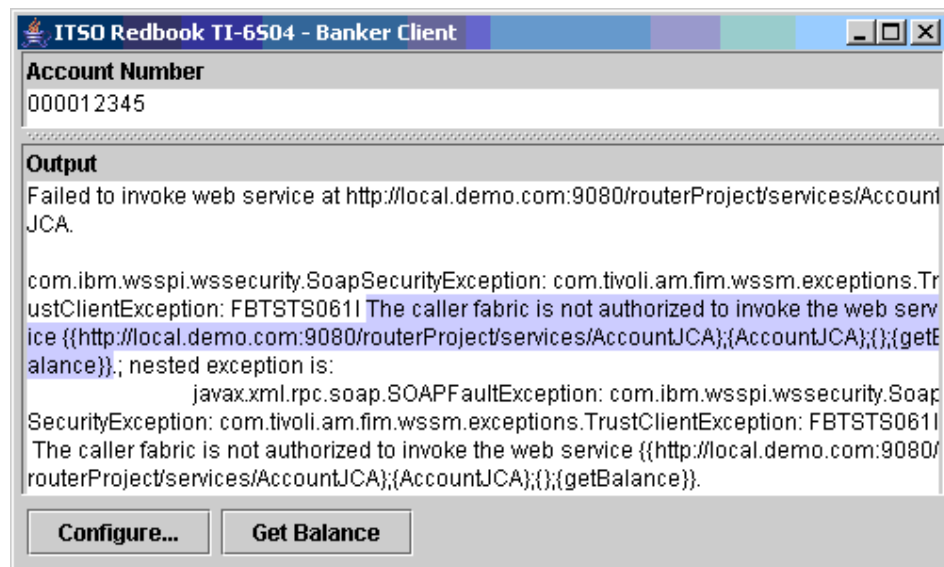 ITSO Redbook TI-6S04 - Banker Client
Account Number
000012345
Output
Failed to invoke web service at http://local.demo.com:9080/routerProject/services/Account
JCA.
com.ibm.wsspi.wssecurity.SoapSecurityException: com.tivoli.am.fim.wssm.exceptions.Tr
ustClientException: FBTSTS061I The caller fabric is not authorized to invoke the web serv
ice {{http://local.demo.com:9080/routerProject/services/AccountJCA};{AccountJCA};{};{getB
alance}}.; nested exception is:
javax.xml.rpc.soap.SOAPFaultException: com.ibm.wsspi.wssecurity.Soap
SecurityException: com.tivoli.am.fim.wssm.exceptions.TrustClientException: FBTSTS061I
The caller fabric is not authorized to invoke the web service {{http://local.demo.com:9080/
routerProject/services/AccountJCA};{AccountJCA};{};{getBalance}}.
Configure... Get Balance